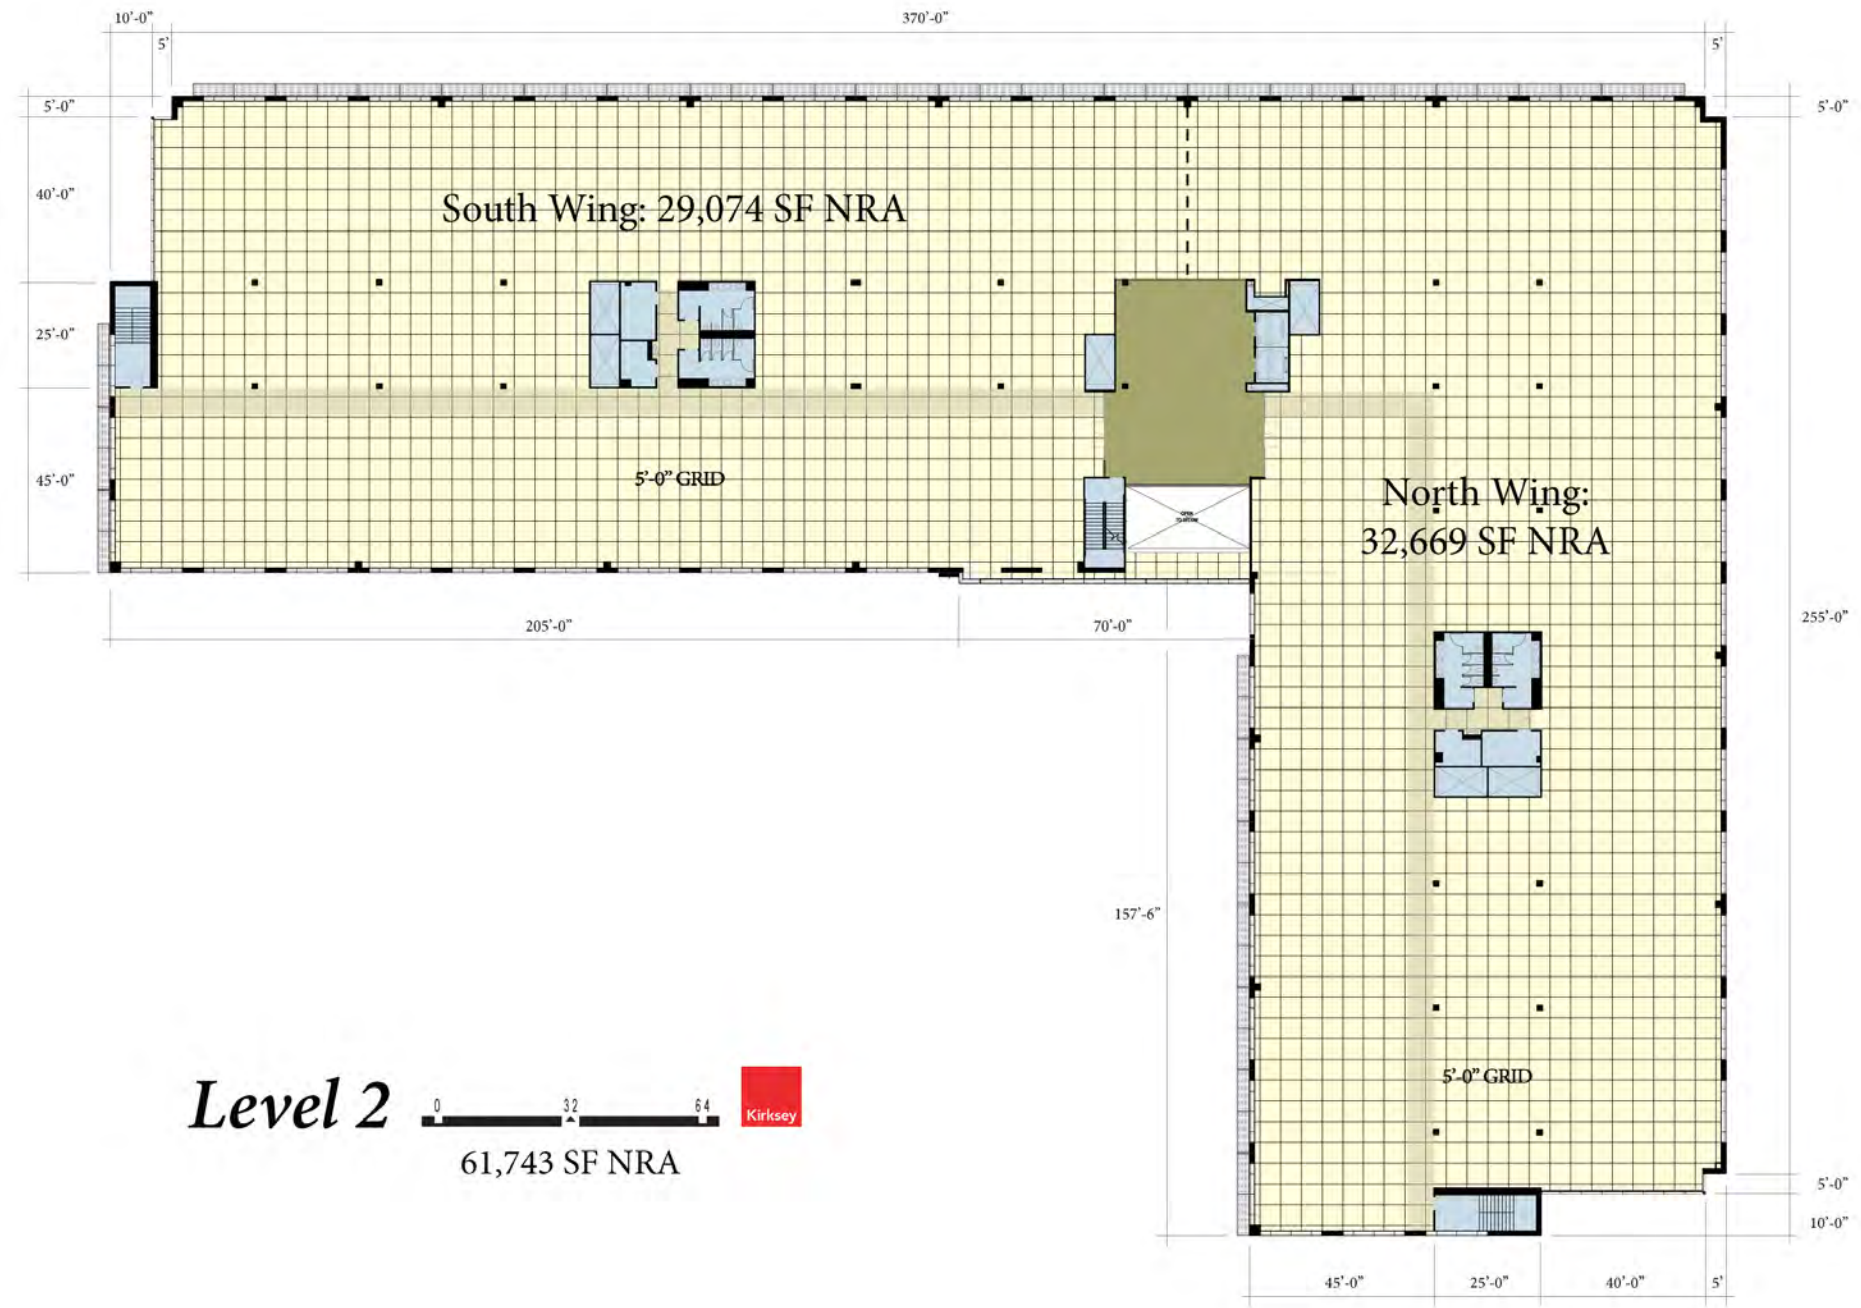 10’-0”
370’-0”
5’
5’
5’-0”
5’-0”
40’-0”
South Wing: 29,074 SF NRA
25’-0”
45’-0”
5’-0” GRID
North Wing:
32,669 SF NRA
OPEN
205’-0”
70’-0”
255’-0”
157’-6”
5’-0” GRID
Level 2
0 32 64
Kirksey
61,743 SF NRA
5’-0”
10’-0”
45’-0”
25’-0”
40’-0”
5’